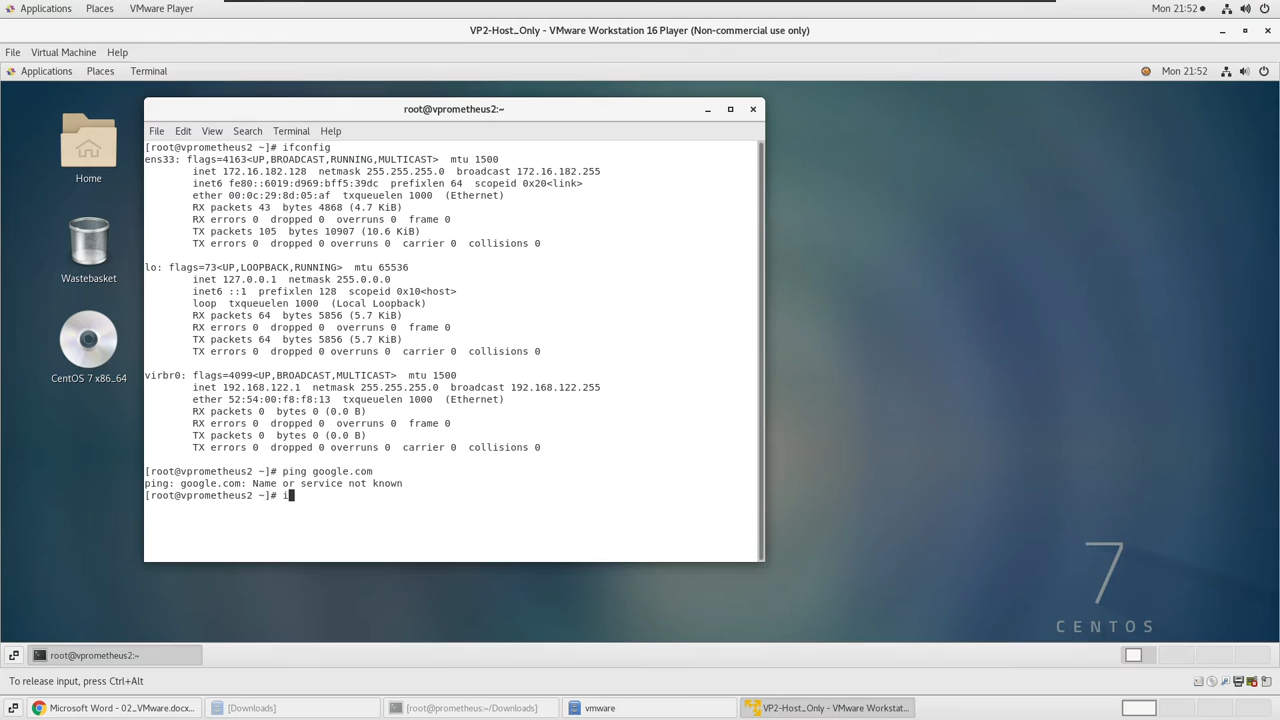 Applications Places VMware Player Mon 21:52
VP2-Host_Only - VMware Workstation 16 Player (Non-commercial use only)
File Virtual Machine Help
Applications Places Terminal Mon 21:52
root@vprometheus2:~
File Edit View Search Terminal Help
[root@vprometheus2 ~]# ifconfig
ens33: flags=4163<UP,BROADCAST,RUNNING,MULTICAST>  mtu 1500
        inet 172.16.182.128  netmask 255.255.255.0  broadcast 172.16.182.255
        inet6 fe80::6019:d969:bff5:39dc  prefixlen 64  scopeid 0x20<link>
        ether 00:0c:29:8d:05:af  txqueuelen 1000  (Ethernet)
        RX packets 43  bytes 4868 (4.7 KiB)
        RX errors 0  dropped 0  overruns 0  frame 0
        TX packets 105  bytes 10907 (10.6 KiB)
        TX errors 0  dropped 0 overruns 0  carrier 0  collisions 0
lo: flags=73<UP,LOOPBACK,RUNNING>  mtu 65536
        inet 127.0.0.1  netmask 255.0.0.0
        inet6 ::1  prefixlen 128  scopeid 0x10<host>
        loop  txqueuelen 1000  (Local Loopback)
        RX packets 64  bytes 5856 (5.7 KiB)
        RX errors 0  dropped 0  overruns 0  frame 0
        TX packets 64  bytes 5856 (5.7 KiB)
        TX errors 0  dropped 0 overruns 0  carrier 0  collisions 0
virbr0: flags=4099<UP,BROADCAST,MULTICAST>  mtu 1500
        inet 192.168.122.1  netmask 255.255.255.0  broadcast 192.168.122.255
        ether 52:54:00:f8:f8:13  txqueuelen 1000  (Ethernet)
        RX packets 0  bytes 0 (0.0 B)
        RX errors 0  dropped 0  overruns 0  frame 0
        TX packets 0  bytes 0 (0.0 B)
        TX errors 0  dropped 0 overruns 0  carrier 0  collisions 0
[root@vprometheus2 ~]# ping google.com
ping: google.com: Name or service not known
[root@vprometheus2 ~]# i
Home
Wastebasket
CentOS 7 x86_64
7
CENTOS
root@vprometheus2:~
To release input, press Ctrl+Alt
Microsoft Word - 02_VMware.docx... [Downloads] [root@prometheus:~/Downloads] vmware VP2-Host_Only - VMware Workstat...